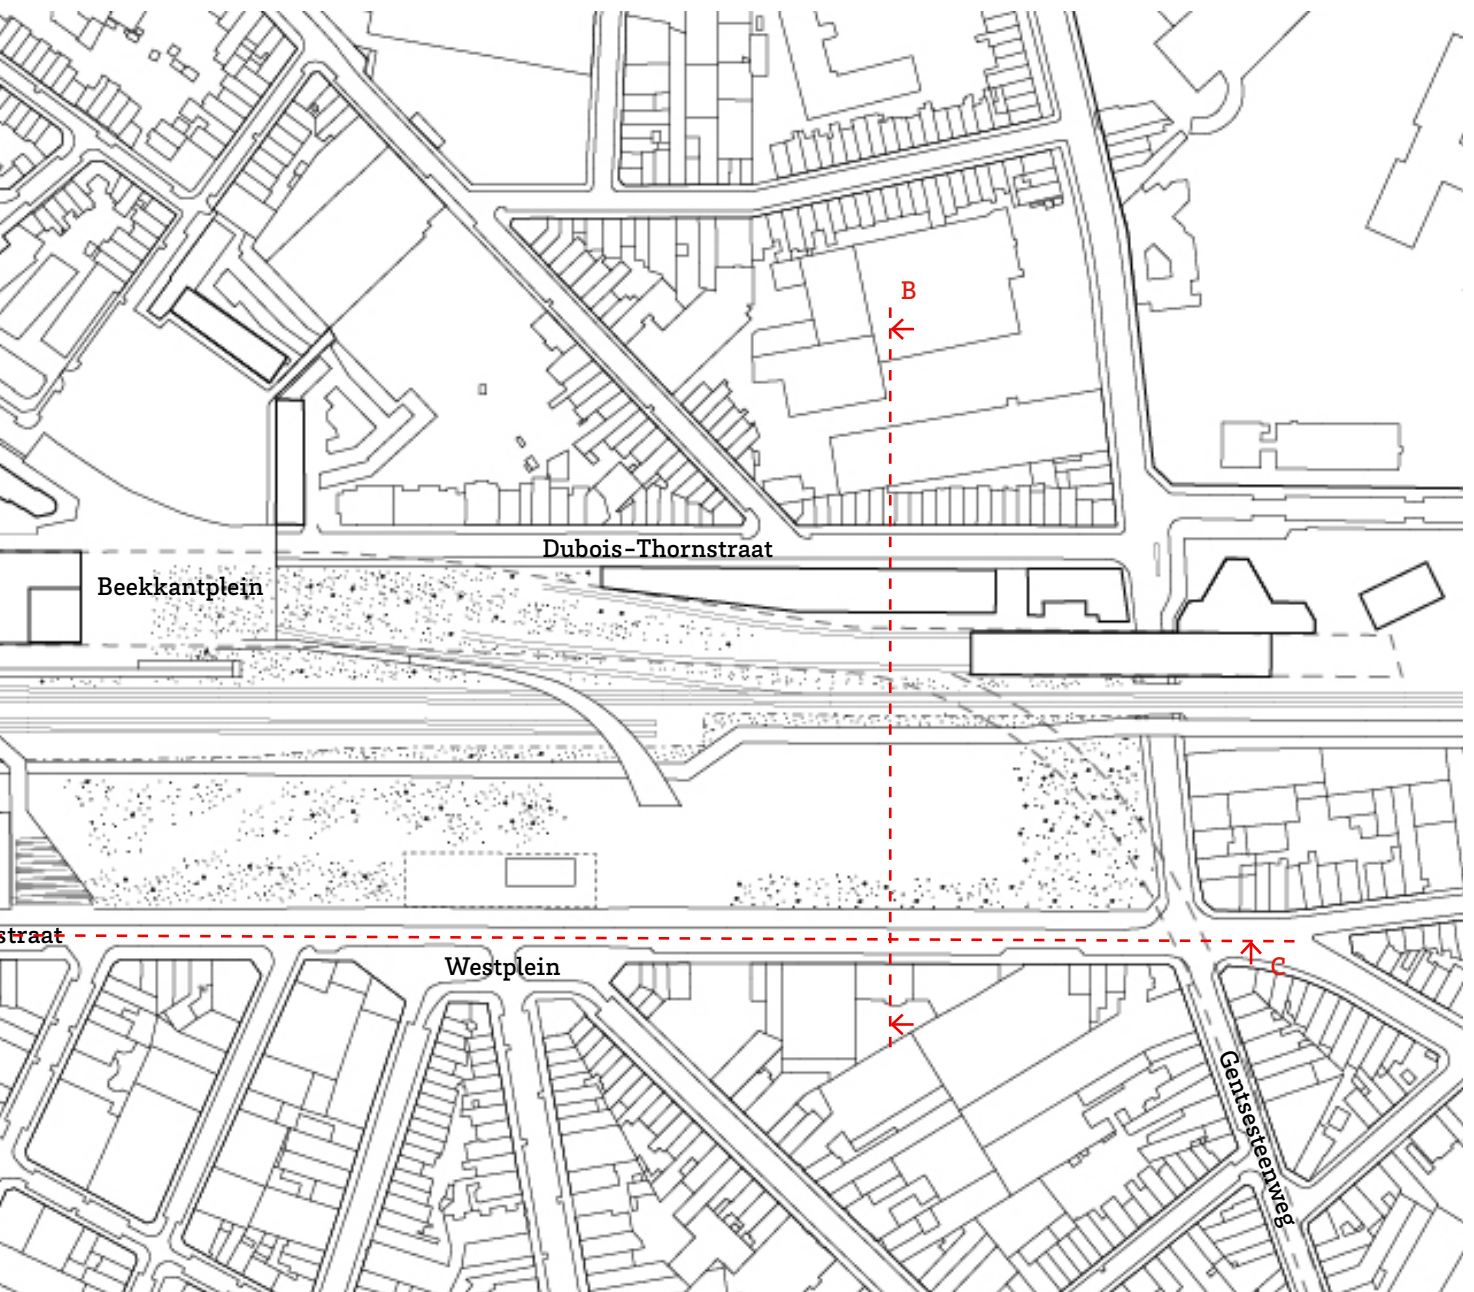 B
Dubois-Thornstraat
Beekkantplein
straat
Westplein
C
Gentsesteenweg